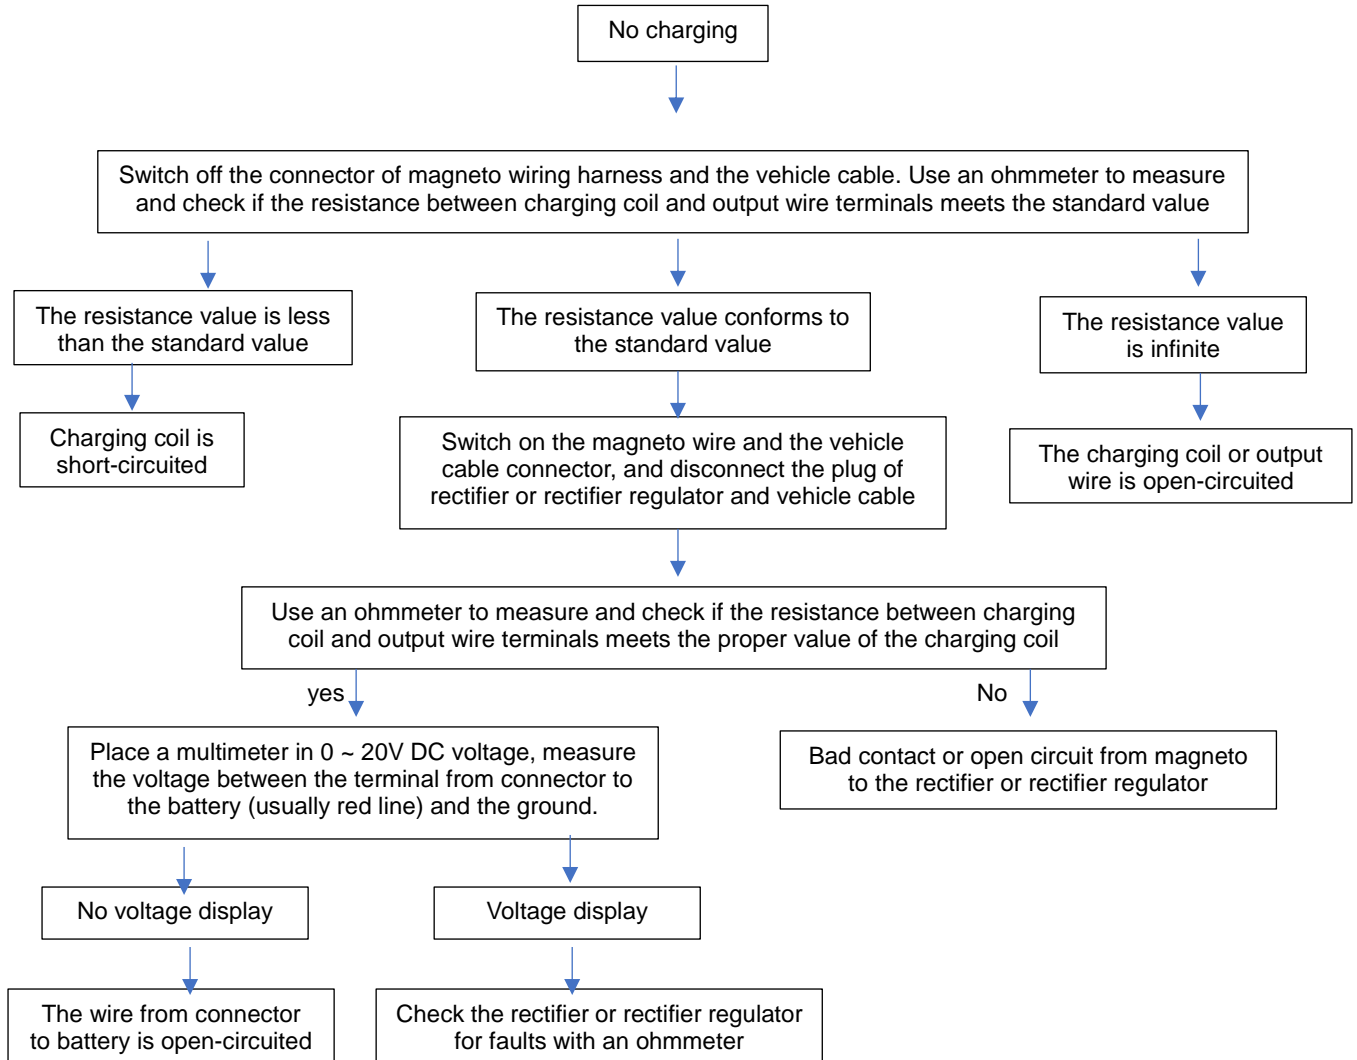 No charging
Switch off the connector of magneto wiring harness and the vehicle cable. Use an ohmmeter to measure
and check if the resistance between charging coil and output wire terminals meets the standard value
The resistance value is less
than the standard value
The resistance value conforms to
the standard value
The resistance value
is infinite
Charging coil is
short-circuited
Switch on the magneto wire and the vehicle
cable connector, and disconnect the plug of
rectifier or rectifier regulator and vehicle cable
The charging coil or output
wire is open-circuited
Use an ohmmeter to measure and check if the resistance between charging
coil and output wire terminals meets the proper value of the charging coil
yes
No
Place a multimeter in 0 ~ 20V DC voltage, measure
the voltage between the terminal from connector to
the battery (usually red line) and the ground.
Bad contact or open circuit from magneto
to the rectifier or rectifier regulator
No voltage display
Voltage display
The wire from connector
to battery is open-circuited
Check the rectifier or rectifier regulator
for faults with an ohmmeter